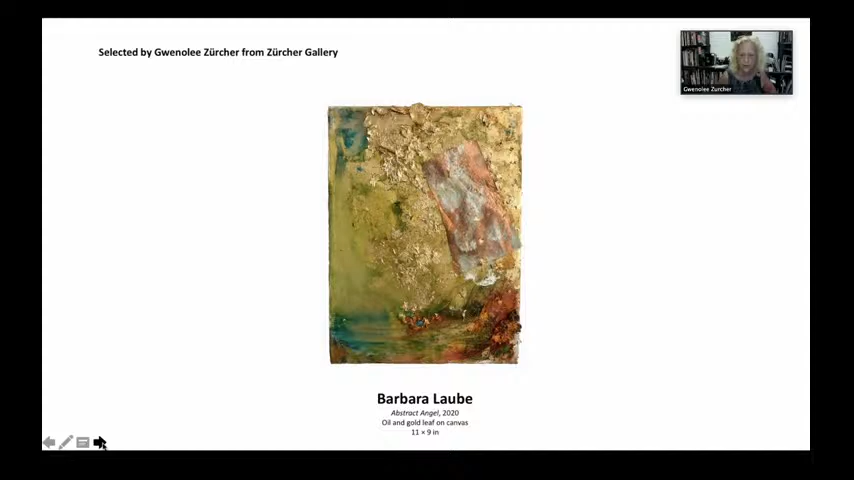 Selected by Gwenolee Zürcher from Zürcher Gallery
Gwenolee Zurcher
Barbara Laube
Abstract Angel, 2020
Oil and gold leaf on canvas
11 × 9 in